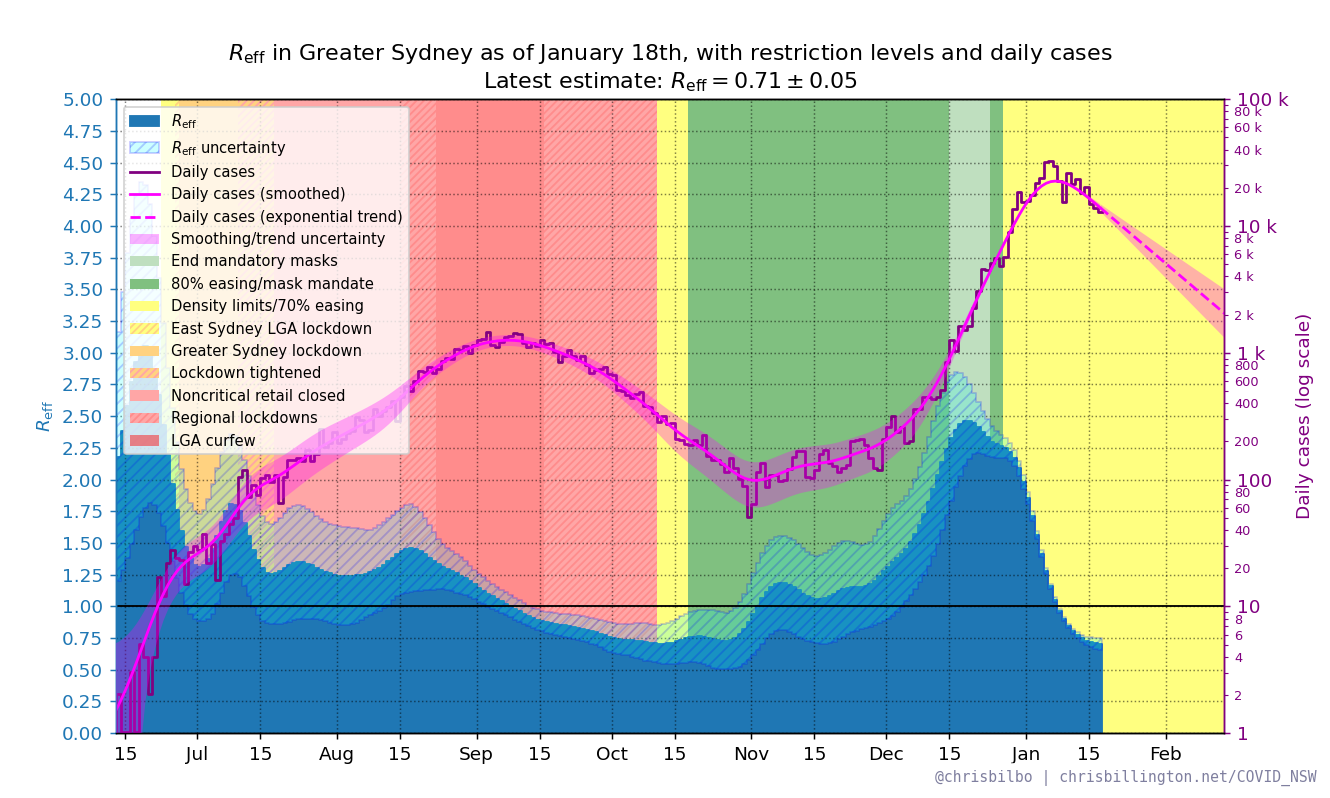 Reff in Greater Sydney as of January 18th, with restriction levels and daily cases
Latest estimate: Reff = 0.71 ± 0.05
5.00
4.75
4.50
4.25
4.00
3.75
3.50
3.25
3.00
2.75
2.50
2.25
2.00
1.75
1.50
1.25
1.00
0.75
0.50
0.25
0.00
Reff
Reff
Reff uncertainty
Daily cases
Daily cases (smoothed)
Daily cases (exponential trend)
Smoothing/trend uncertainty
End mandatory masks
80% easing/mask mandate
Density limits/70% easing
East Sydney LGA lockdown
Greater Sydney lockdown
Lockdown tightened
Noncritical retail closed
Regional lockdowns
LGA curfew
100 k
80 k
60 k
40 k
20 k
10 k
8 k
6 k
4 k
2 k
1 k
800
600
400
200
100
80
60
40
20
10
8
6
4
2
1
Daily cases (log scale)
15 Jul 15 Aug 15 Sep 15 Oct 15 Nov 15 Dec 15 Jan 15 Feb
@chrisbilbo | chrisbillington.net/COVID_NSW